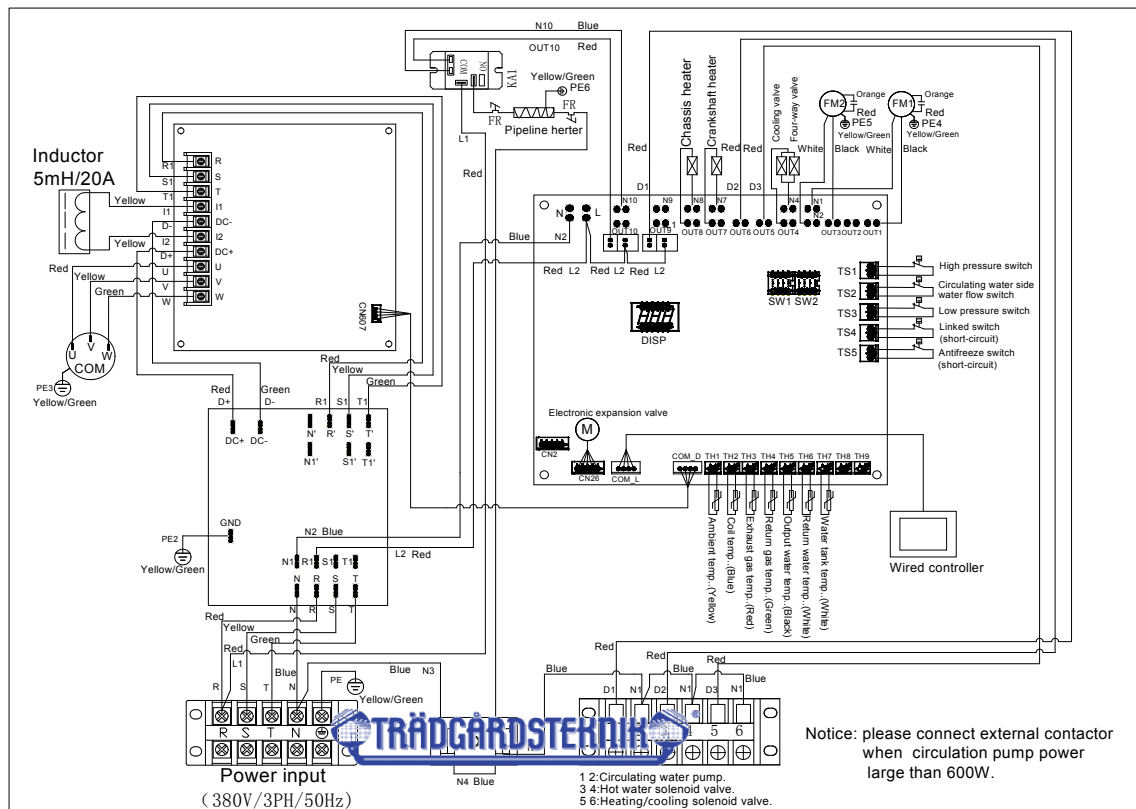 N10 Blue
OUT10 Red
COM
NO
KA1
Yellow/Green
PE6
FR
FR
Pipeline herter
L1
Red
Inductor
5mH/20A
Yellow
Yellow
Red
Yellow
Green
R1
S1
T1
I1
D-
I2
D+
U
V
W
R
S
T
I1
DC-
I2
DC+
U
V
W
CN607
U V W
COM
PE3
Yellow/Green
Red
D1
Chassis heater
Crankshaft heater
Red
D2
Red
D3
Cooling valve
Four-way valve
FM2
Orange
Red
PE5
Yellow/Green
White
Black
FM1
Orange
Red
PE4
Yellow/Green
White
Black
N
L
Blue
N2
Red L2
Red L2
Red L2
N10
N9
N8
N7
N4
N1
N2
OUT10
OUT9
1
OUT8
OUT7
OUT6
OUT5
OUT4
OUT3
OUT2
OUT1
SW1 SW2
DISP
TS1 High pressure switch
TS2 Circulating water side
water flow switch
TS3 Low pressure switch
TS4 Linked switch
(short-circuit)
TS5 Antifreeze switch
(short-circuit)
Electronic expansion valve
M
CN2
CN26
COM_L
COM_D
TH1 TH2 TH3 TH4 TH5 TH6 TH7 TH8 TH9
Ambient temp..(Yellow)
Coil temp..(Blue)
Exhaust gas temp..(Red)
Return gas temp..(Green)
Output water temp..(Black)
Return water temp..(White)
Water tank temp..(White)
Wired controller
Red
Yellow
Green
Red
D+
Green
D-
R1 S1 T1
DC+ DC-
N' R' S' T'
N1' S1' T1'
GND
PE2
Yellow/Green
N2 Blue
L2 Red
N1 R1 S1 T1
N R S T
N R S T
Red
Yellow
Green
Red
L1
Blue
R S T N
PE
Yellow/Green
Blue N3
Blue
R S T N
Power input
(380V/3PH/50Hz)
N4 Blue
TRÄDGÅRDSTEKNIK
Red
Red
Blue
Red
Blue
D1 N1 D2 N1 D3 N1
4 5 6
1 2:Circulating water pump.
3 4:Hot water solenoid valve.
5 6:Heating/cooling solenoid valve.
Notice: please connect external contactor
when circulation pump power
large than 600W.